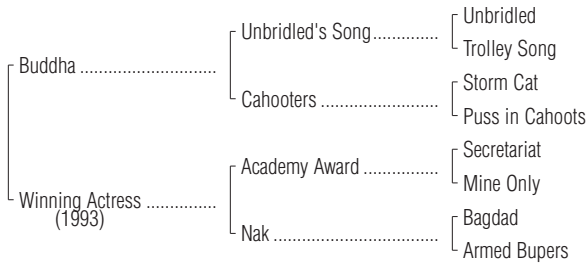 Unbridled
Unbridled's Song..............
Trolley Song
Buddha ............................
Storm Cat
Cahooters ........................
Puss in Cahoots
Secretariat
Academy Award ................
Mine Only
Winning Actress ..............
(1993)
Bagdad
Nak ..................................
Armed Bupers